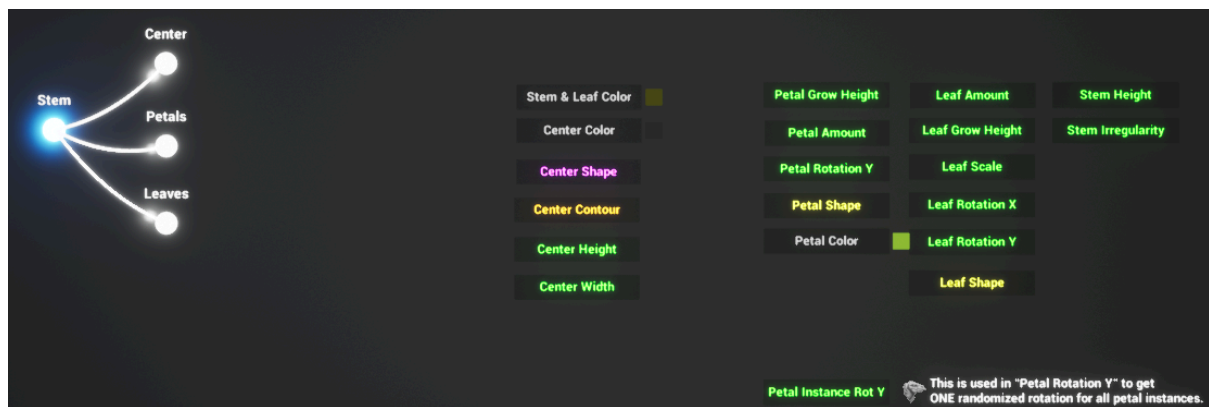 Center
Stem
Petals
Leaves
Stem & Leaf Color
Center Color
Center Shape
Center Contour
Center Height
Center Width
Petal Grow Height
Petal Amount
Petal Rotation Y
Petal Shape
Petal Color
Leaf Amount
Leaf Grow Height
Leaf Scale
Leaf Rotation X
Leaf Rotation Y
Leaf Shape
Stem Height
Stem Irregularity
Petal Instance Rot Y
This is used in "Petal Rotation Y" to get
ONE randomized rotation for all petal instances.